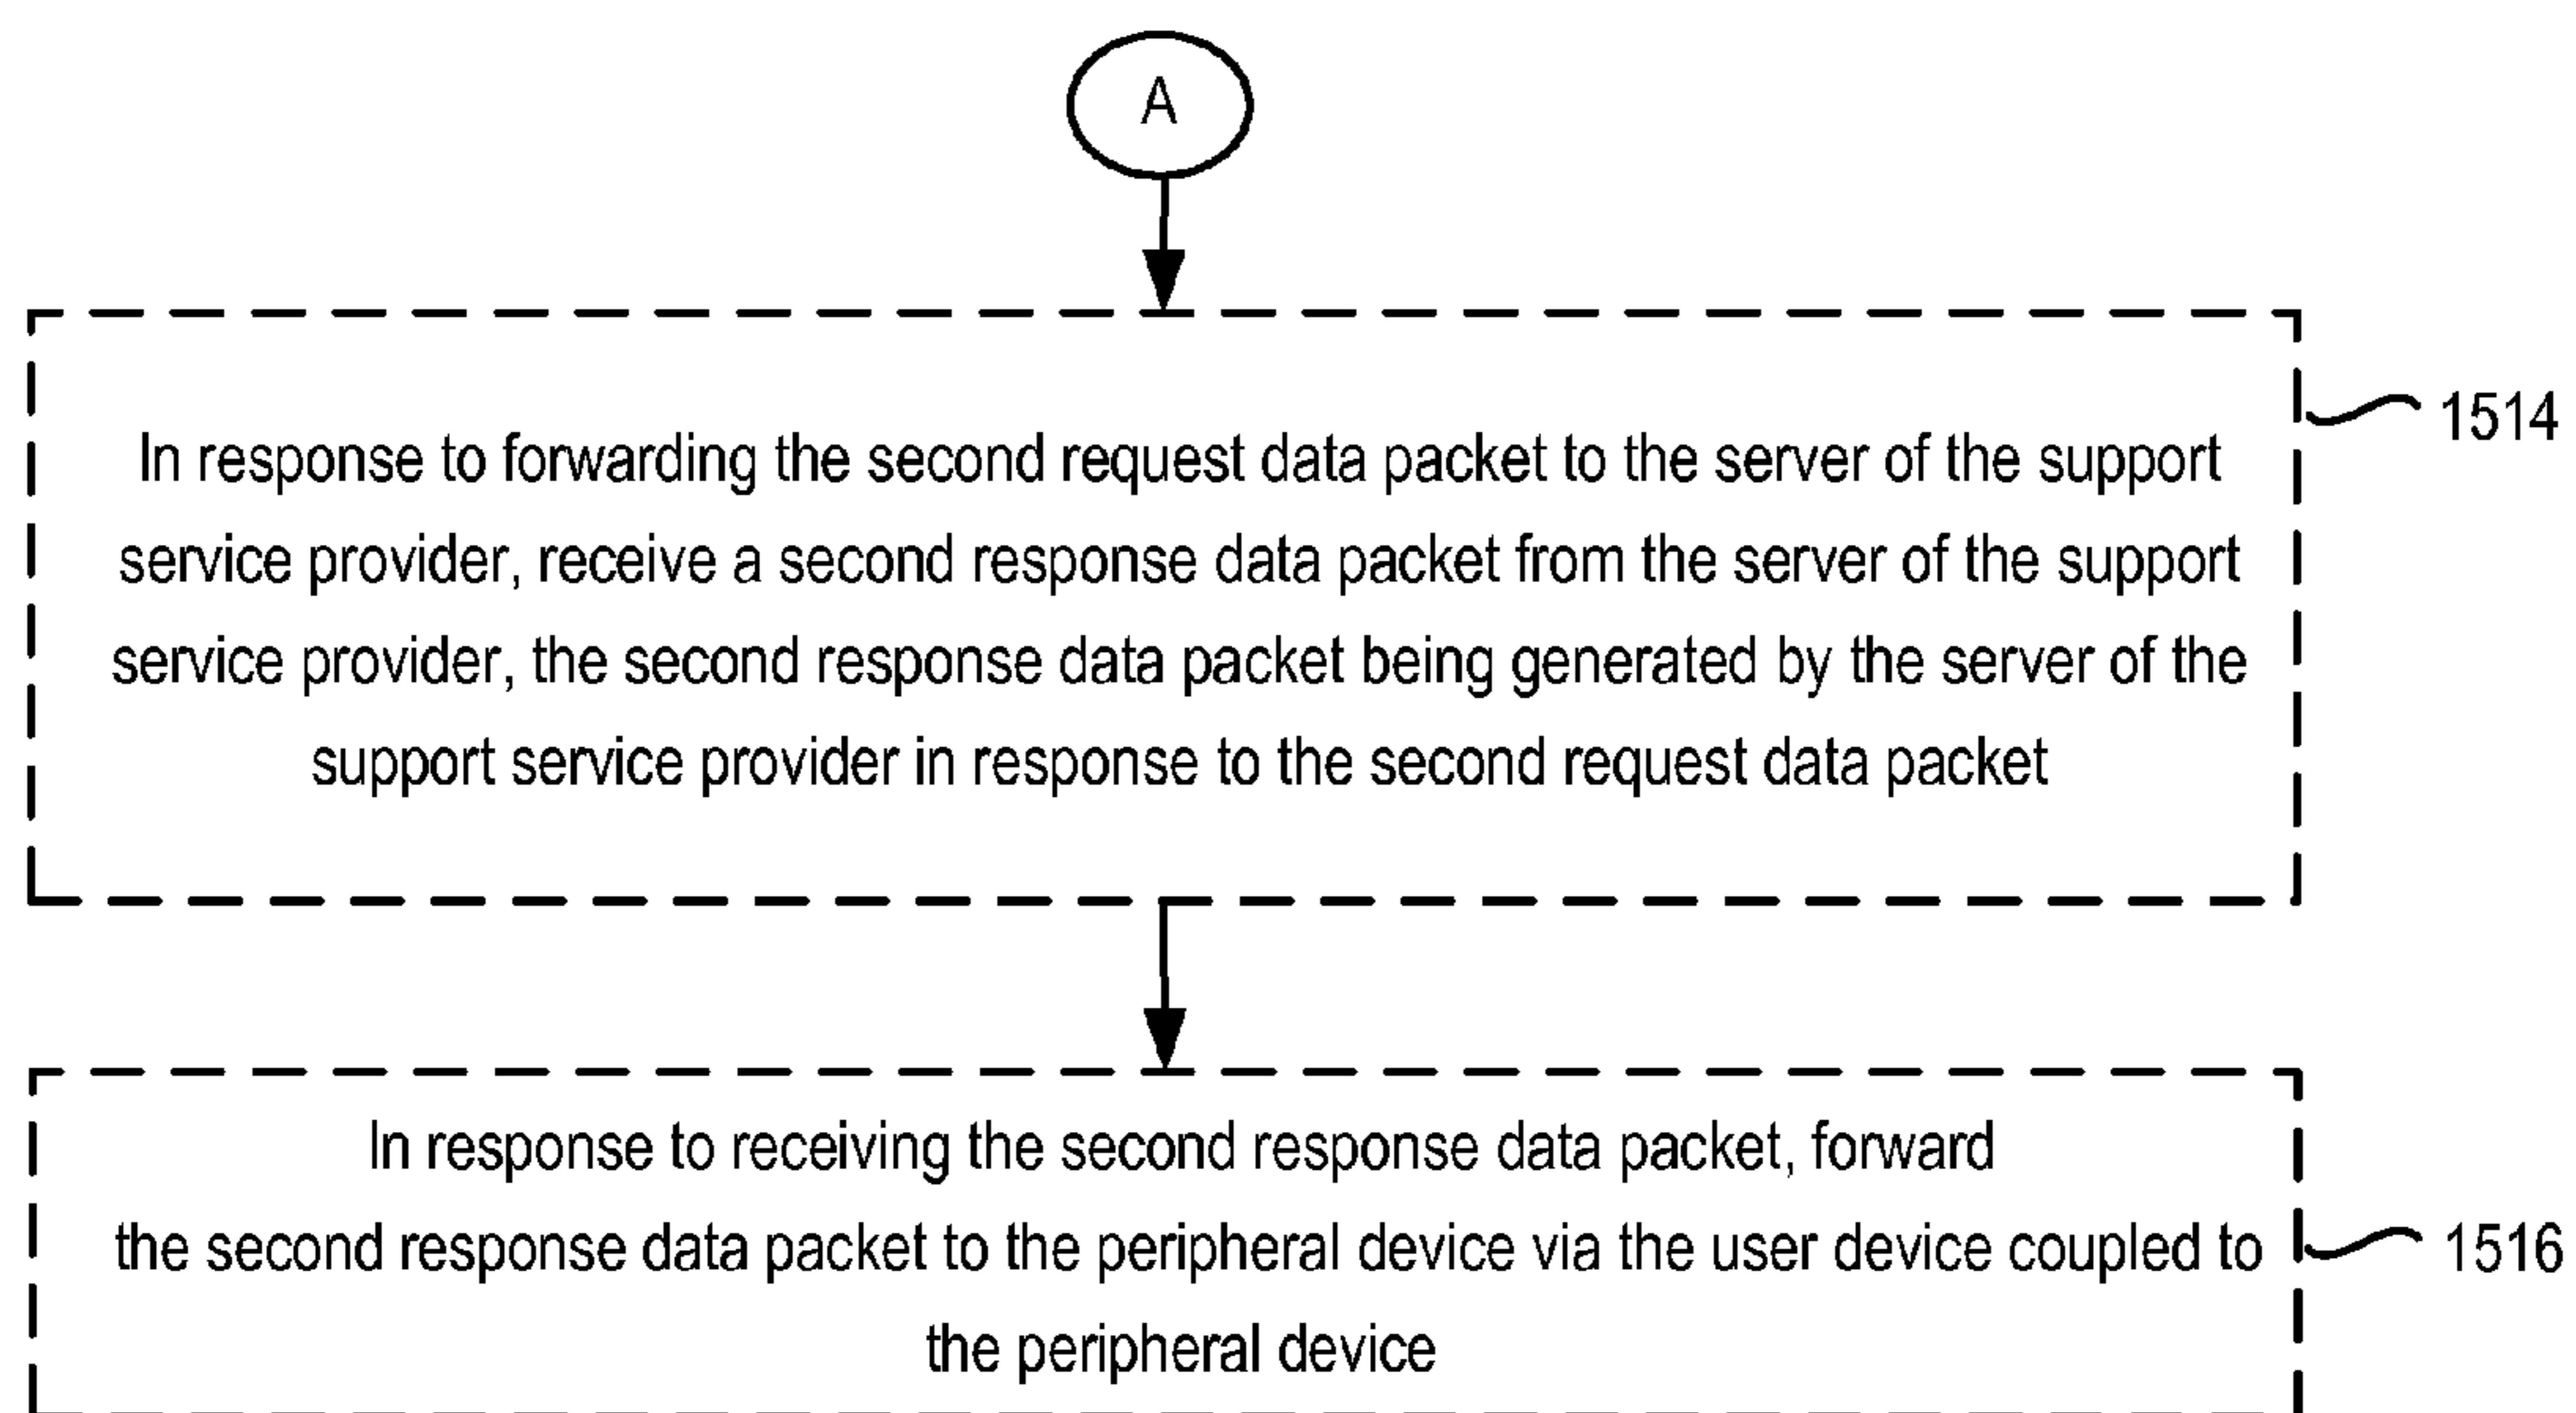 A
In response to forwarding the second request data packet to the server of the support
service provider, receive a second response data packet from the server of the support
service provider, the second response data packet being generated by the server of the
support service provider in response to the second request data packet
1514
In response to receiving the second response data packet, forward
the second response data packet to the peripheral device via the user device coupled to
the peripheral device
1516